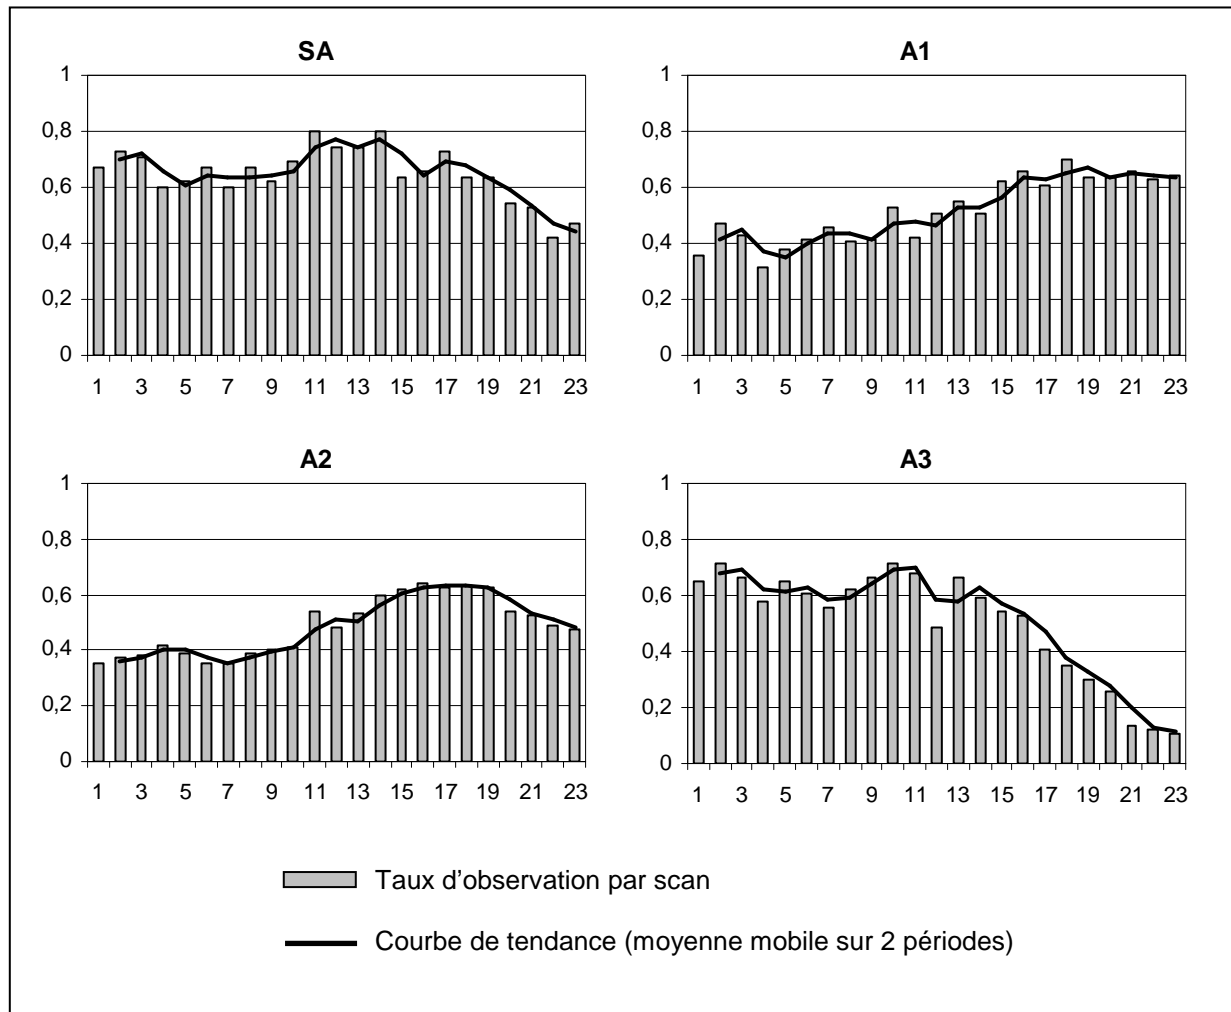 SA
1
0,8
0,6
0,4
0,2
0
1 3 5 7 9 11 13 15 17 19 21 23
A1
1
0,8
0,6
0,4
0,2
0
1 3 5 7 9 11 13 15 17 19 21 23
A2
1
0,8
0,6
0,4
0,2
0
1 3 5 7 9 11 13 15 17 19 21 23
A3
1
0,8
0,6
0,4
0,2
0
1 3 5 7 9 11 13 15 17 19 21 23
Taux d’observation par scan
Courbe de tendance (moyenne mobile sur 2 périodes)